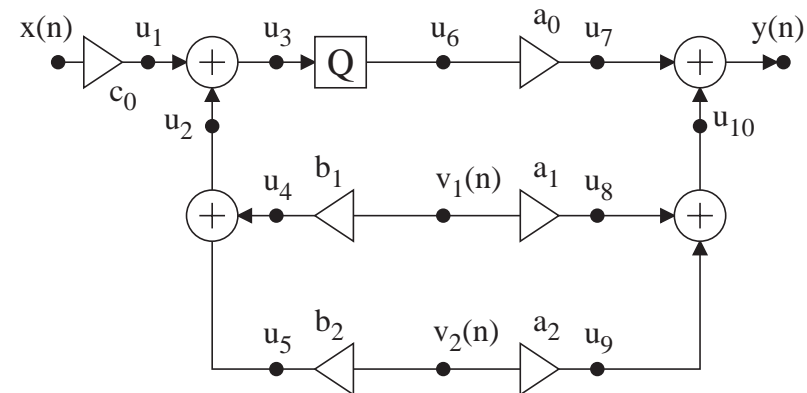 x(n) u₁ u₃ Q u₆ a₀ u₇ y(n)
c₀ + +
u₂ u₁₀
u₄ b₁ v₁(n) a₁ u₈
+ +
u₅ b₂ v₂(n) a₂ u₉